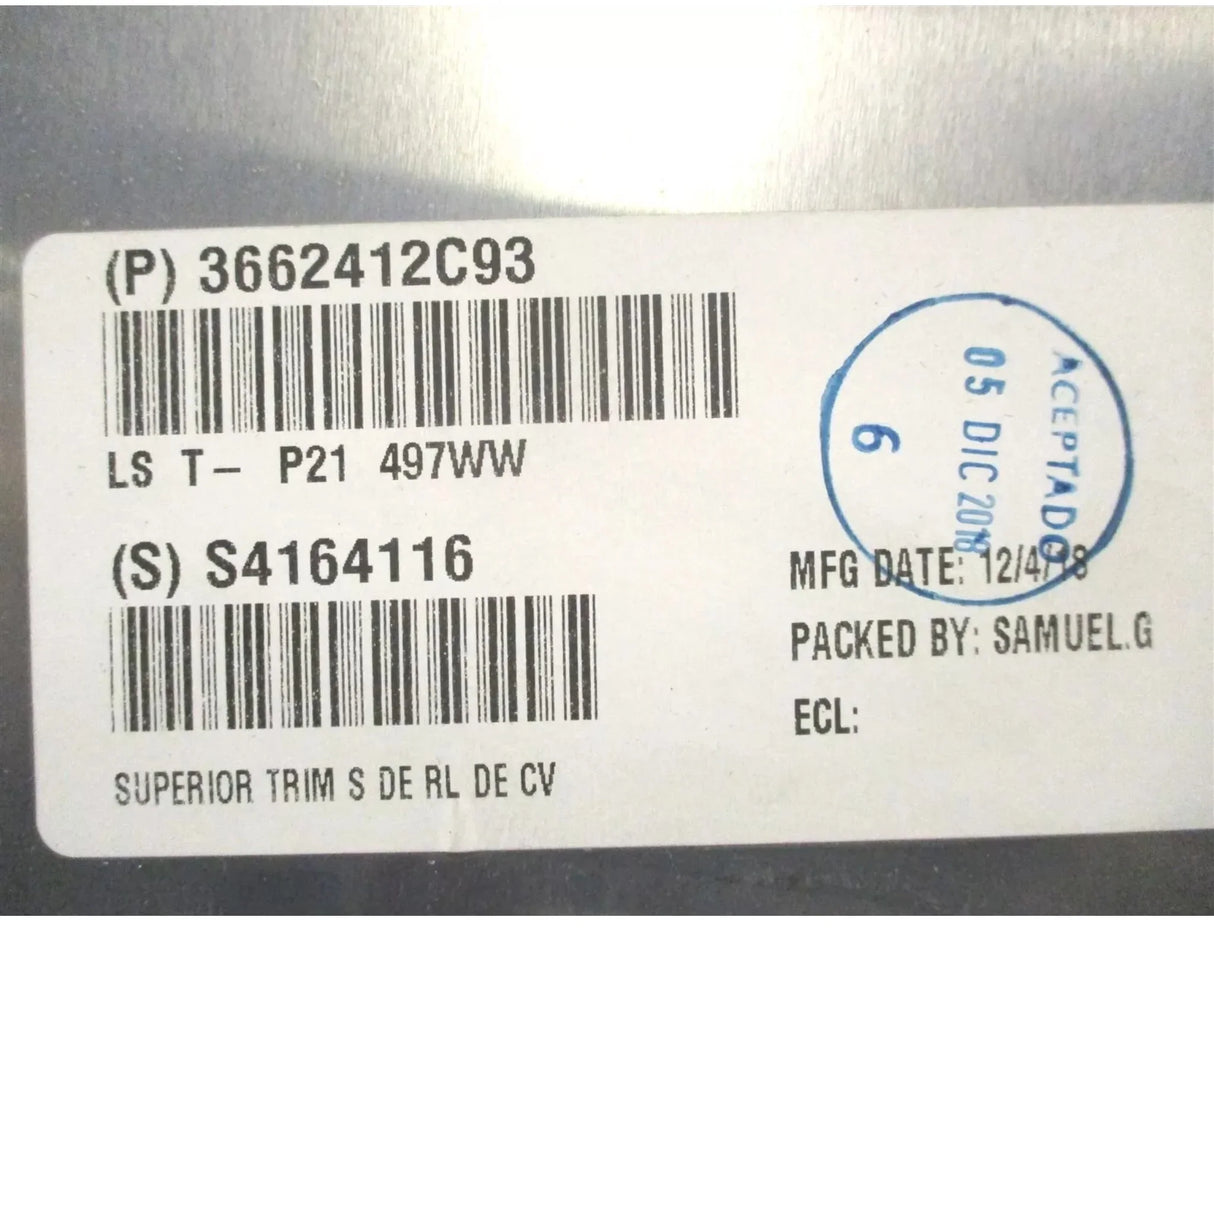 (P) 3662412C93
LS T- P21 497WW
(S) S4164116
SUPERIOR TRIM S DE RL DE CV
ACEPTADO
05 DIC 2018
6
MFG DATE: 12/4/18
PACKED BY: SAMUEL.G
ECL: